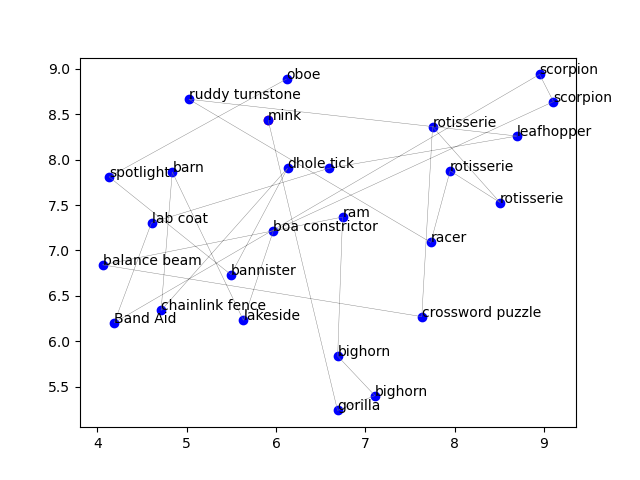 9.0
8.5
8.0
7.5
7.0
6.5
6.0
5.5
scorpion
oboe
scorpion
ruddy turnstone
mink
rotisserie
leafhopper
dhole
tick
spotlight
barn
rotisserie
rotisserie
lab coat
ram
boa constrictor
racer
balance beam
bannister
chainlink fence
Band Aid
lakeside
crossword puzzle
bighorn
bighorn
gorilla
4
5
6
7
8
9